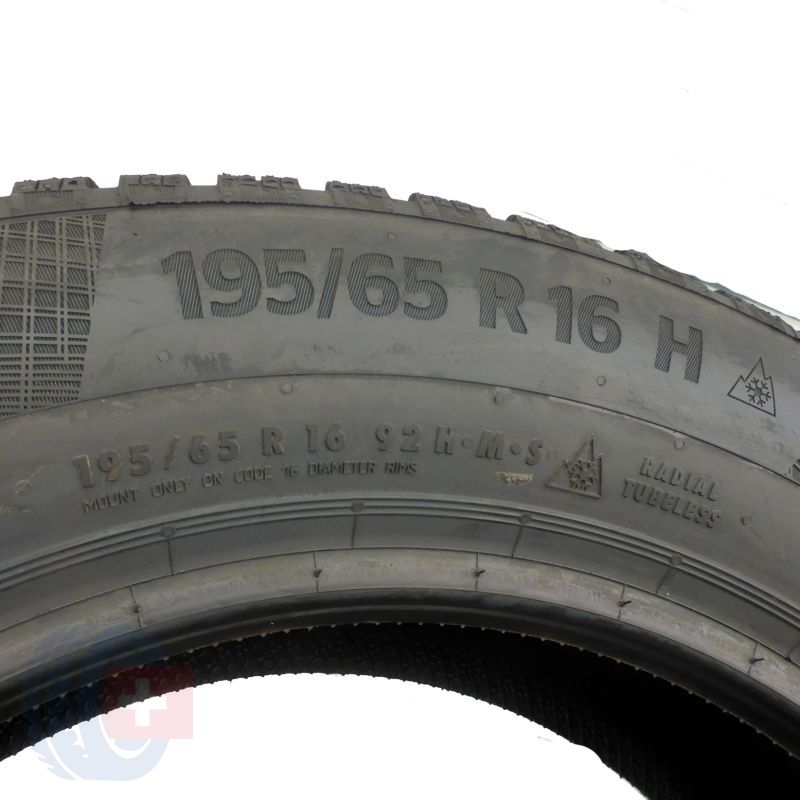 195/65 R 16 H
195/65 R 16 92 H·M·S
MOUNT ONLY ON CODE 16 DIAMETER RIMS
RADIAL
TUBELESS